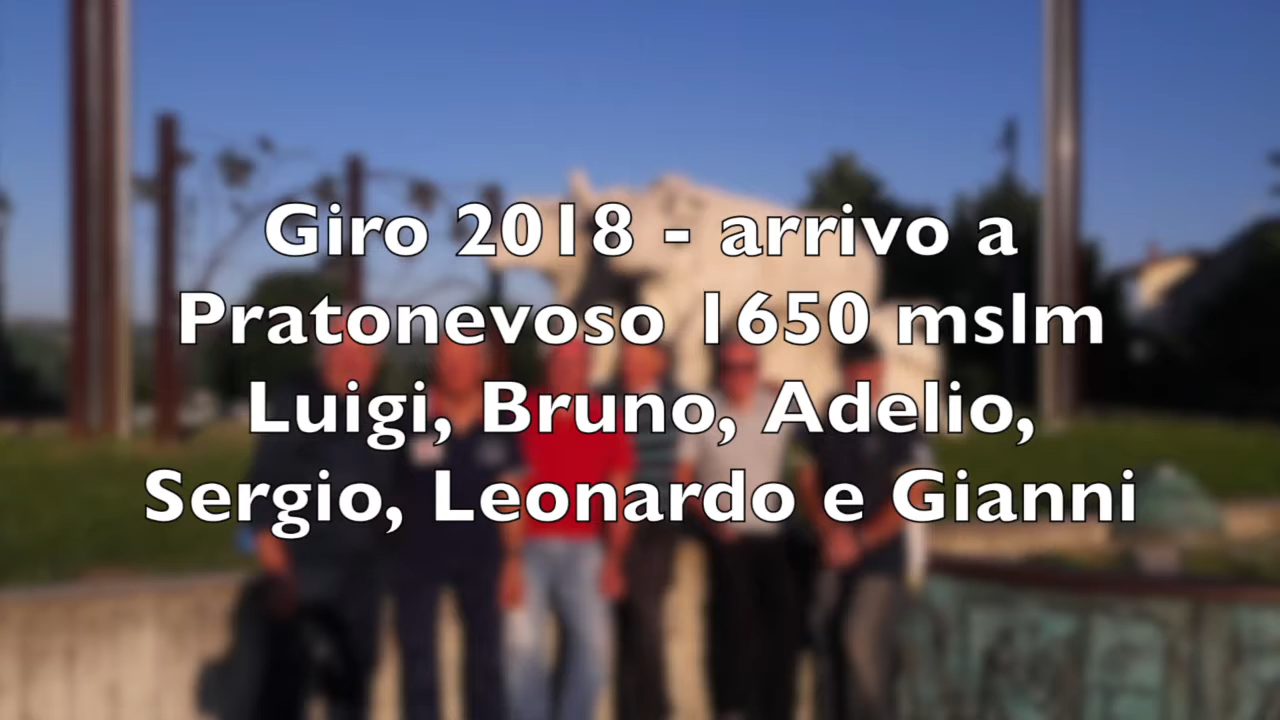 Giro 2018 - arrivo a
Pratonevoso 1650 mslm
Luigi, Bruno, Adelio,
Sergio, Leonardo e Gianni